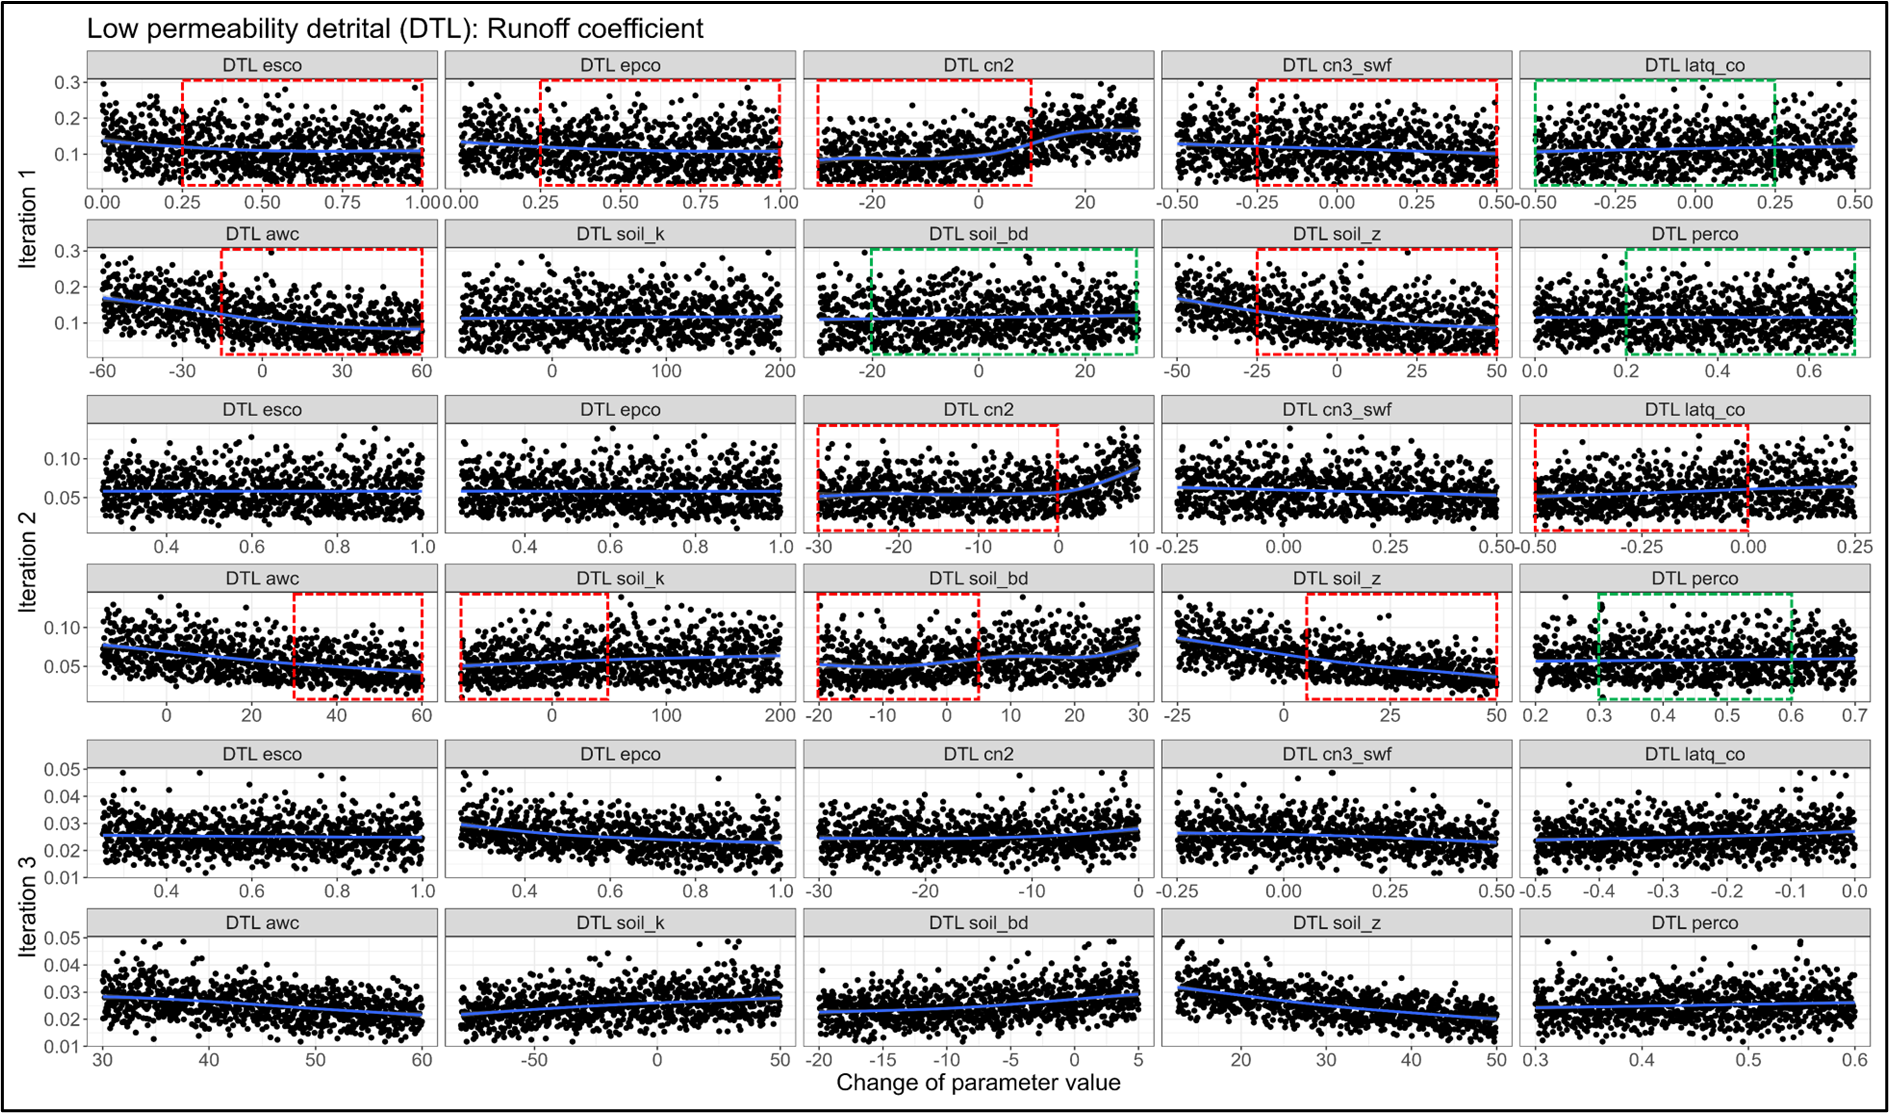 Low permeability detrital (DTL): Runoff coefficient
Iteration 1
DTL esco DTL epco DTL cn2 DTL cn3_swf DTL latq_co
0.3
0.2
0.1
0.00 0.25 0.50 0.75 1.00 0.00 0.25 0.50 0.75 1.00 -20 0 20 -0.50 -0.25 0.00 0.25 0.50 -0.50 -0.25 0.00 0.25 0.50
DTL awc DTL soil_k DTL soil_bd DTL soil_z DTL perco
0.3
0.2
0.1
-60 -30 0 30 60 0 100 200 -20 0 20 -50 -25 0 25 50 0.0 0.2 0.4 0.6
Iteration 2
DTL esco DTL epco DTL cn2 DTL cn3_swf DTL latq_co
0.10
0.05
0.4 0.6 0.8 1.0 0.4 0.6 0.8 1.0 -30 -20 -10 0 10 -0.25 0.00 0.25 0.50 -0.50 -0.25 0.00 0.25
DTL awc DTL soil_k DTL soil_bd DTL soil_z DTL perco
0.10
0.05
0 20 40 60 0 100 200 -20 -10 0 10 20 30 -25 0 25 50 0.2 0.3 0.4 0.5 0.6 0.7
Iteration 3
DTL esco DTL epco DTL cn2 DTL cn3_swf DTL latq_co
0.05
0.04
0.03
0.02
0.01
0.4 0.6 0.8 1.0 0.4 0.6 0.8 1.0 -30 -20 -10 0 -0.25 0.00 0.25 0.50 -0.5 -0.4 -0.3 -0.2 -0.1 0.0
DTL awc DTL soil_k DTL soil_bd DTL soil_z DTL perco
0.05
0.04
0.03
0.02
0.01
30 40 50 60 -50 0 50 -20 -15 -10 -5 0 5 20 30 40 50 0.3 0.4 0.5 0.6
Change of parameter value